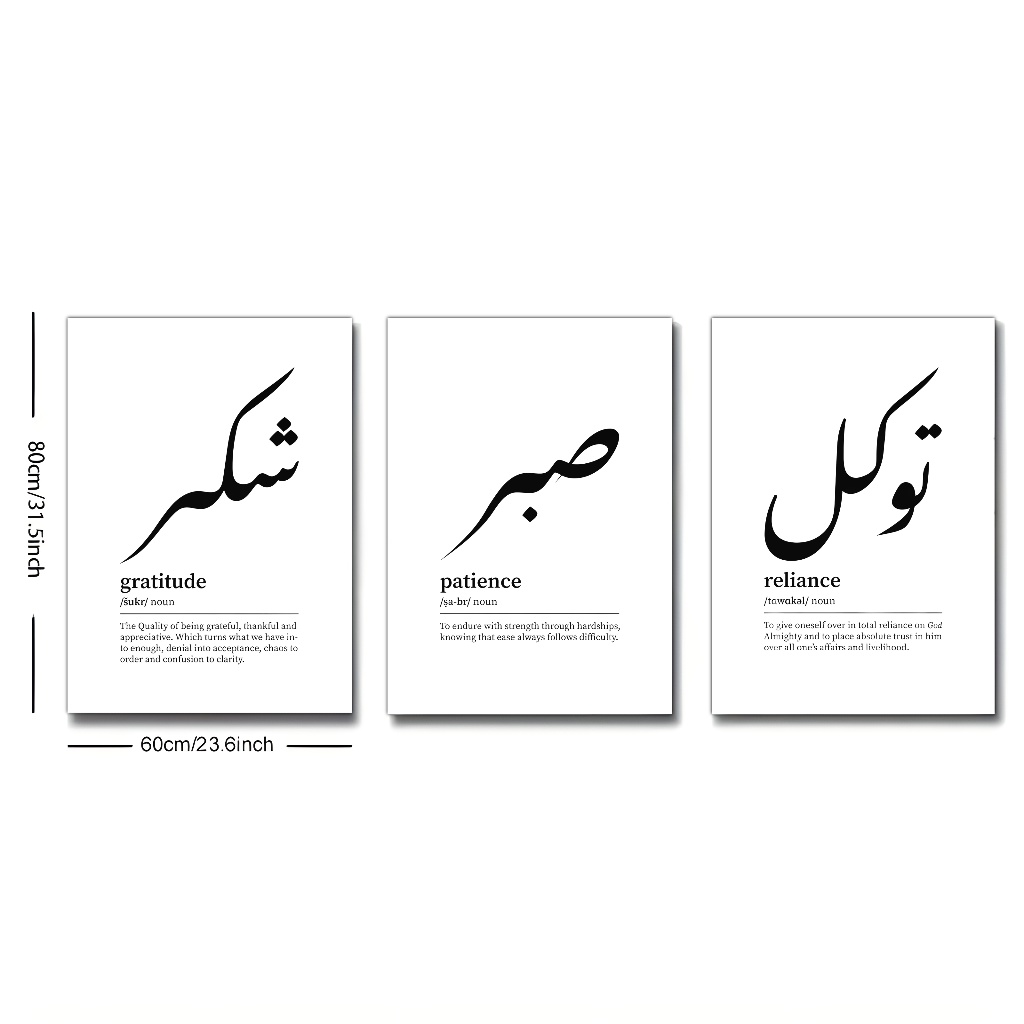 شكر
gratitude
/šukr/ noun
The Quality of being grateful, thankful and
appreciative. Which turns what we have in-
to enough, denial into acceptance, chaos to
order and confusion to clarity.
صبر
patience
/ṣa-br/ noun
To endure with strength through hardships,
knowing that ease always follows difficulty.
توكل
reliance
/tawakəl/ noun
To give oneself over in total reliance on God
Almighty and to place absolute trust in him
over all one's affairs and livelihood.
80cm/31.5inch
60cm/23.6inch